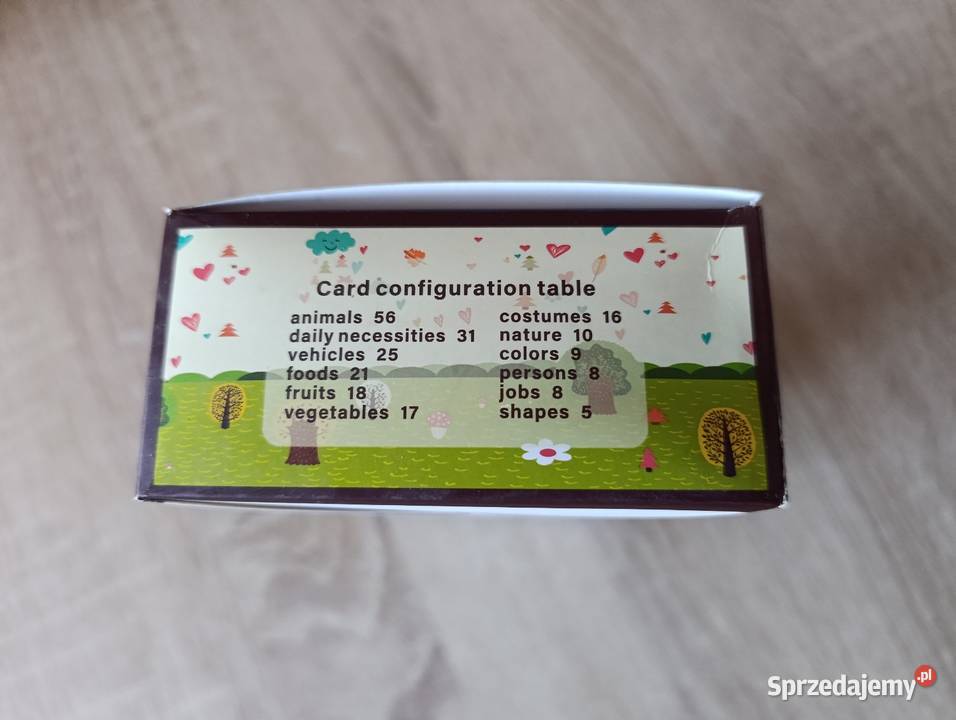 Card configuration table
animals 56
daily necessities 31
vehicles 25
foods 21
fruits 18
vegetables 17
costumes 16
nature 10
colors 9
persons 8
jobs 8
shapes 5
Sprzedajemy.pl